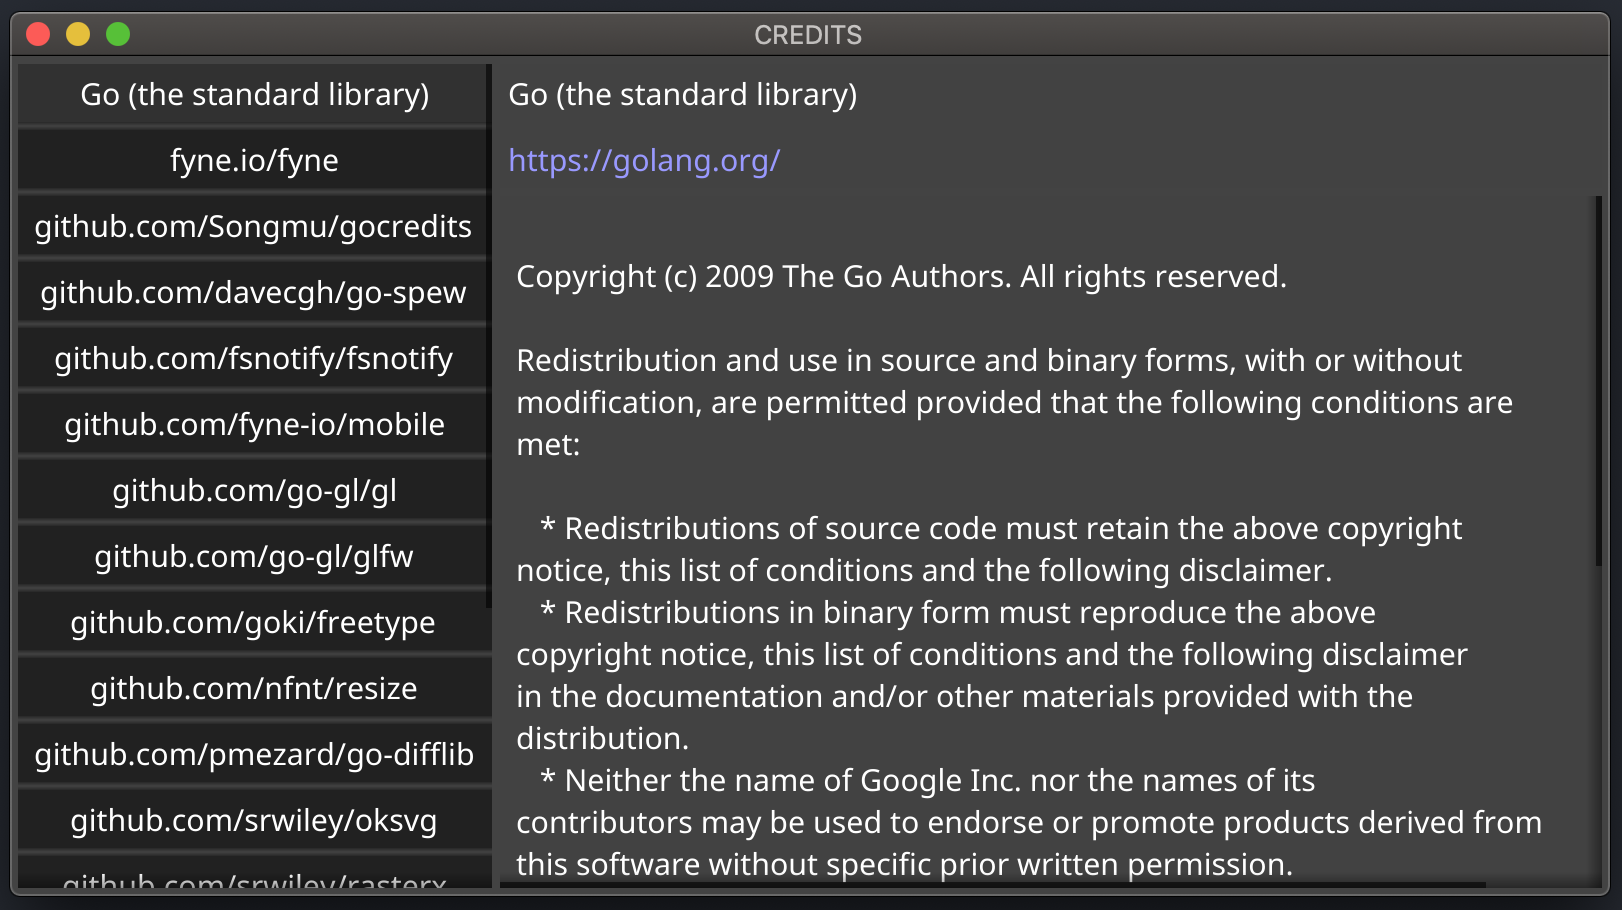 CREDITS
Go (the standard library)
fyne.io/fyne
github.com/Songmu/gocredits
github.com/davecgh/go-spew
github.com/fsnotify/fsnotify
github.com/fyne-io/mobile
github.com/go-gl/gl
github.com/go-gl/glfw
github.com/goki/freetype
github.com/nfnt/resize
github.com/pmezard/go-difflib
github.com/srwiley/oksvg
github.com/srwiley/rasterx
Go (the standard library)
https://golang.org/
Copyright (c) 2009 The Go Authors. All rights reserved.
Redistribution and use in source and binary forms, with or without
modification, are permitted provided that the following conditions are
met:
* Redistributions of source code must retain the above copyright
notice, this list of conditions and the following disclaimer.
* Redistributions in binary form must reproduce the above
copyright notice, this list of conditions and the following disclaimer
in the documentation and/or other materials provided with the
distribution.
* Neither the name of Google Inc. nor the names of its
contributors may be used to endorse or promote products derived from
this software without specific prior written permission.